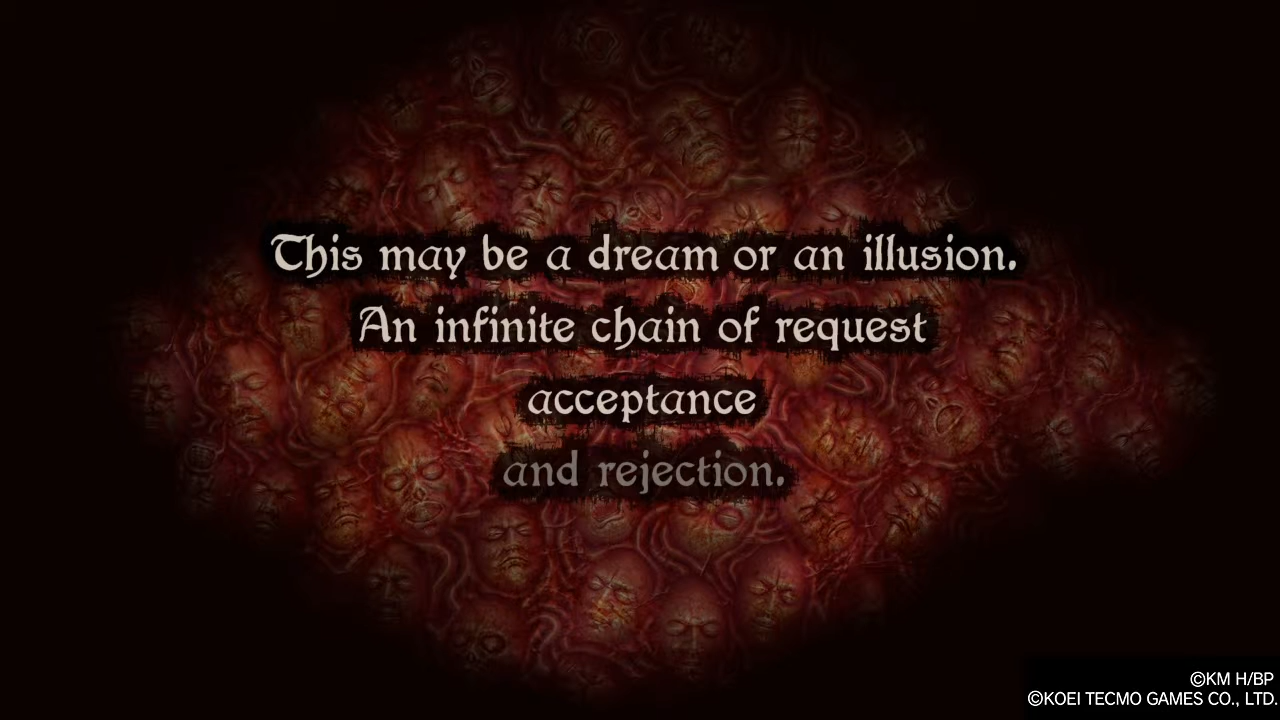 This may be a dream or an illusion.
An infinite chain of request
acceptance
and rejection.
©KM H/BP
©KOEI TECMO GAMES CO., LTD.